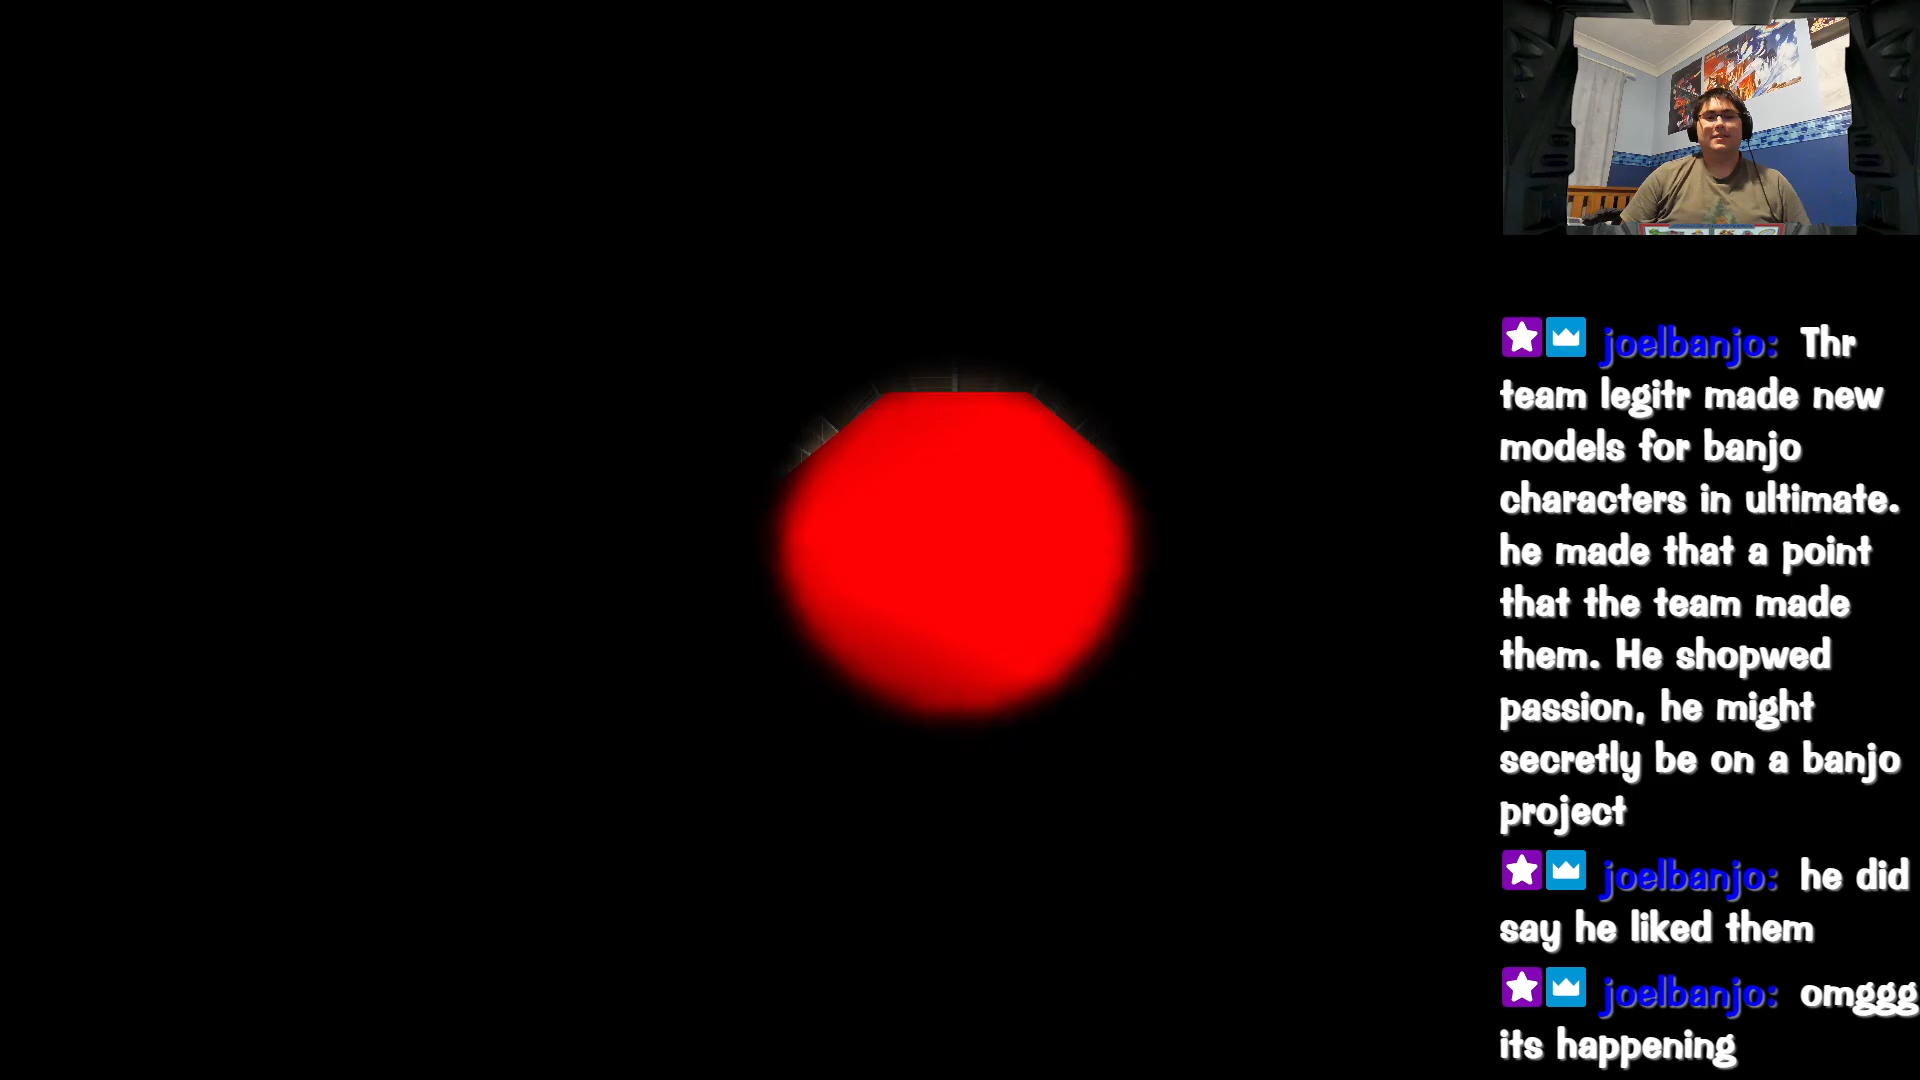 joelbanjo: Thr
team legitr made new
models for banjo
characters in ultimate.
he made that a point
that the team made
them. He shopwed
passion, he might
secretly be on a banjo
project
joelbanjo: he did
say he liked them
joelbanjo: omggg
its happening